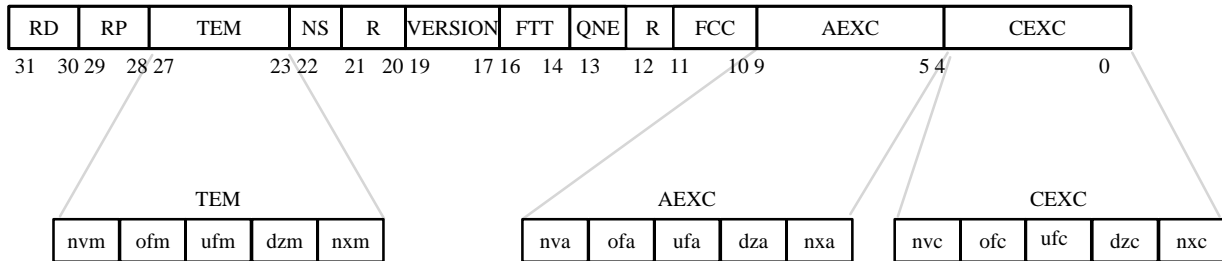 RD RP TEM NS R VERSION FTT QNE R FCC AEXC CEXC
31 30 29 28 27 23 22 21 20 19 17 16 14 13 12 11 10 9 5 4 0
TEM AEXC CEXC
nvm ofm ufm dzm nxm nva ofa ufa dza nxa nvc ofc ufc dzc nxc